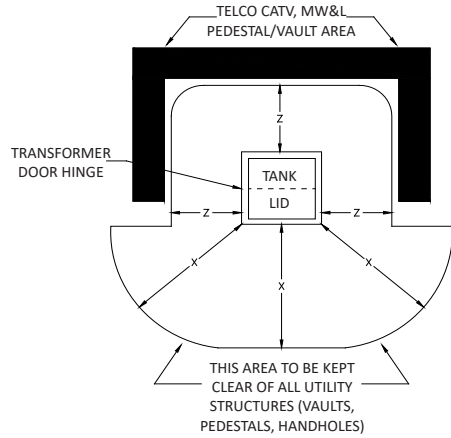 TELCO CATV, MW&L
PEDESTAL/VAULT AREA
Z
TRANSFORMER
DOOR HINGE
TANK
LID
Z
Z
X
X
X
THIS AREA TO BE KEPT
CLEAR OF ALL UTILITY
STRUCTURES (VAULTS,
PEDESTALS, HANDHOLES)